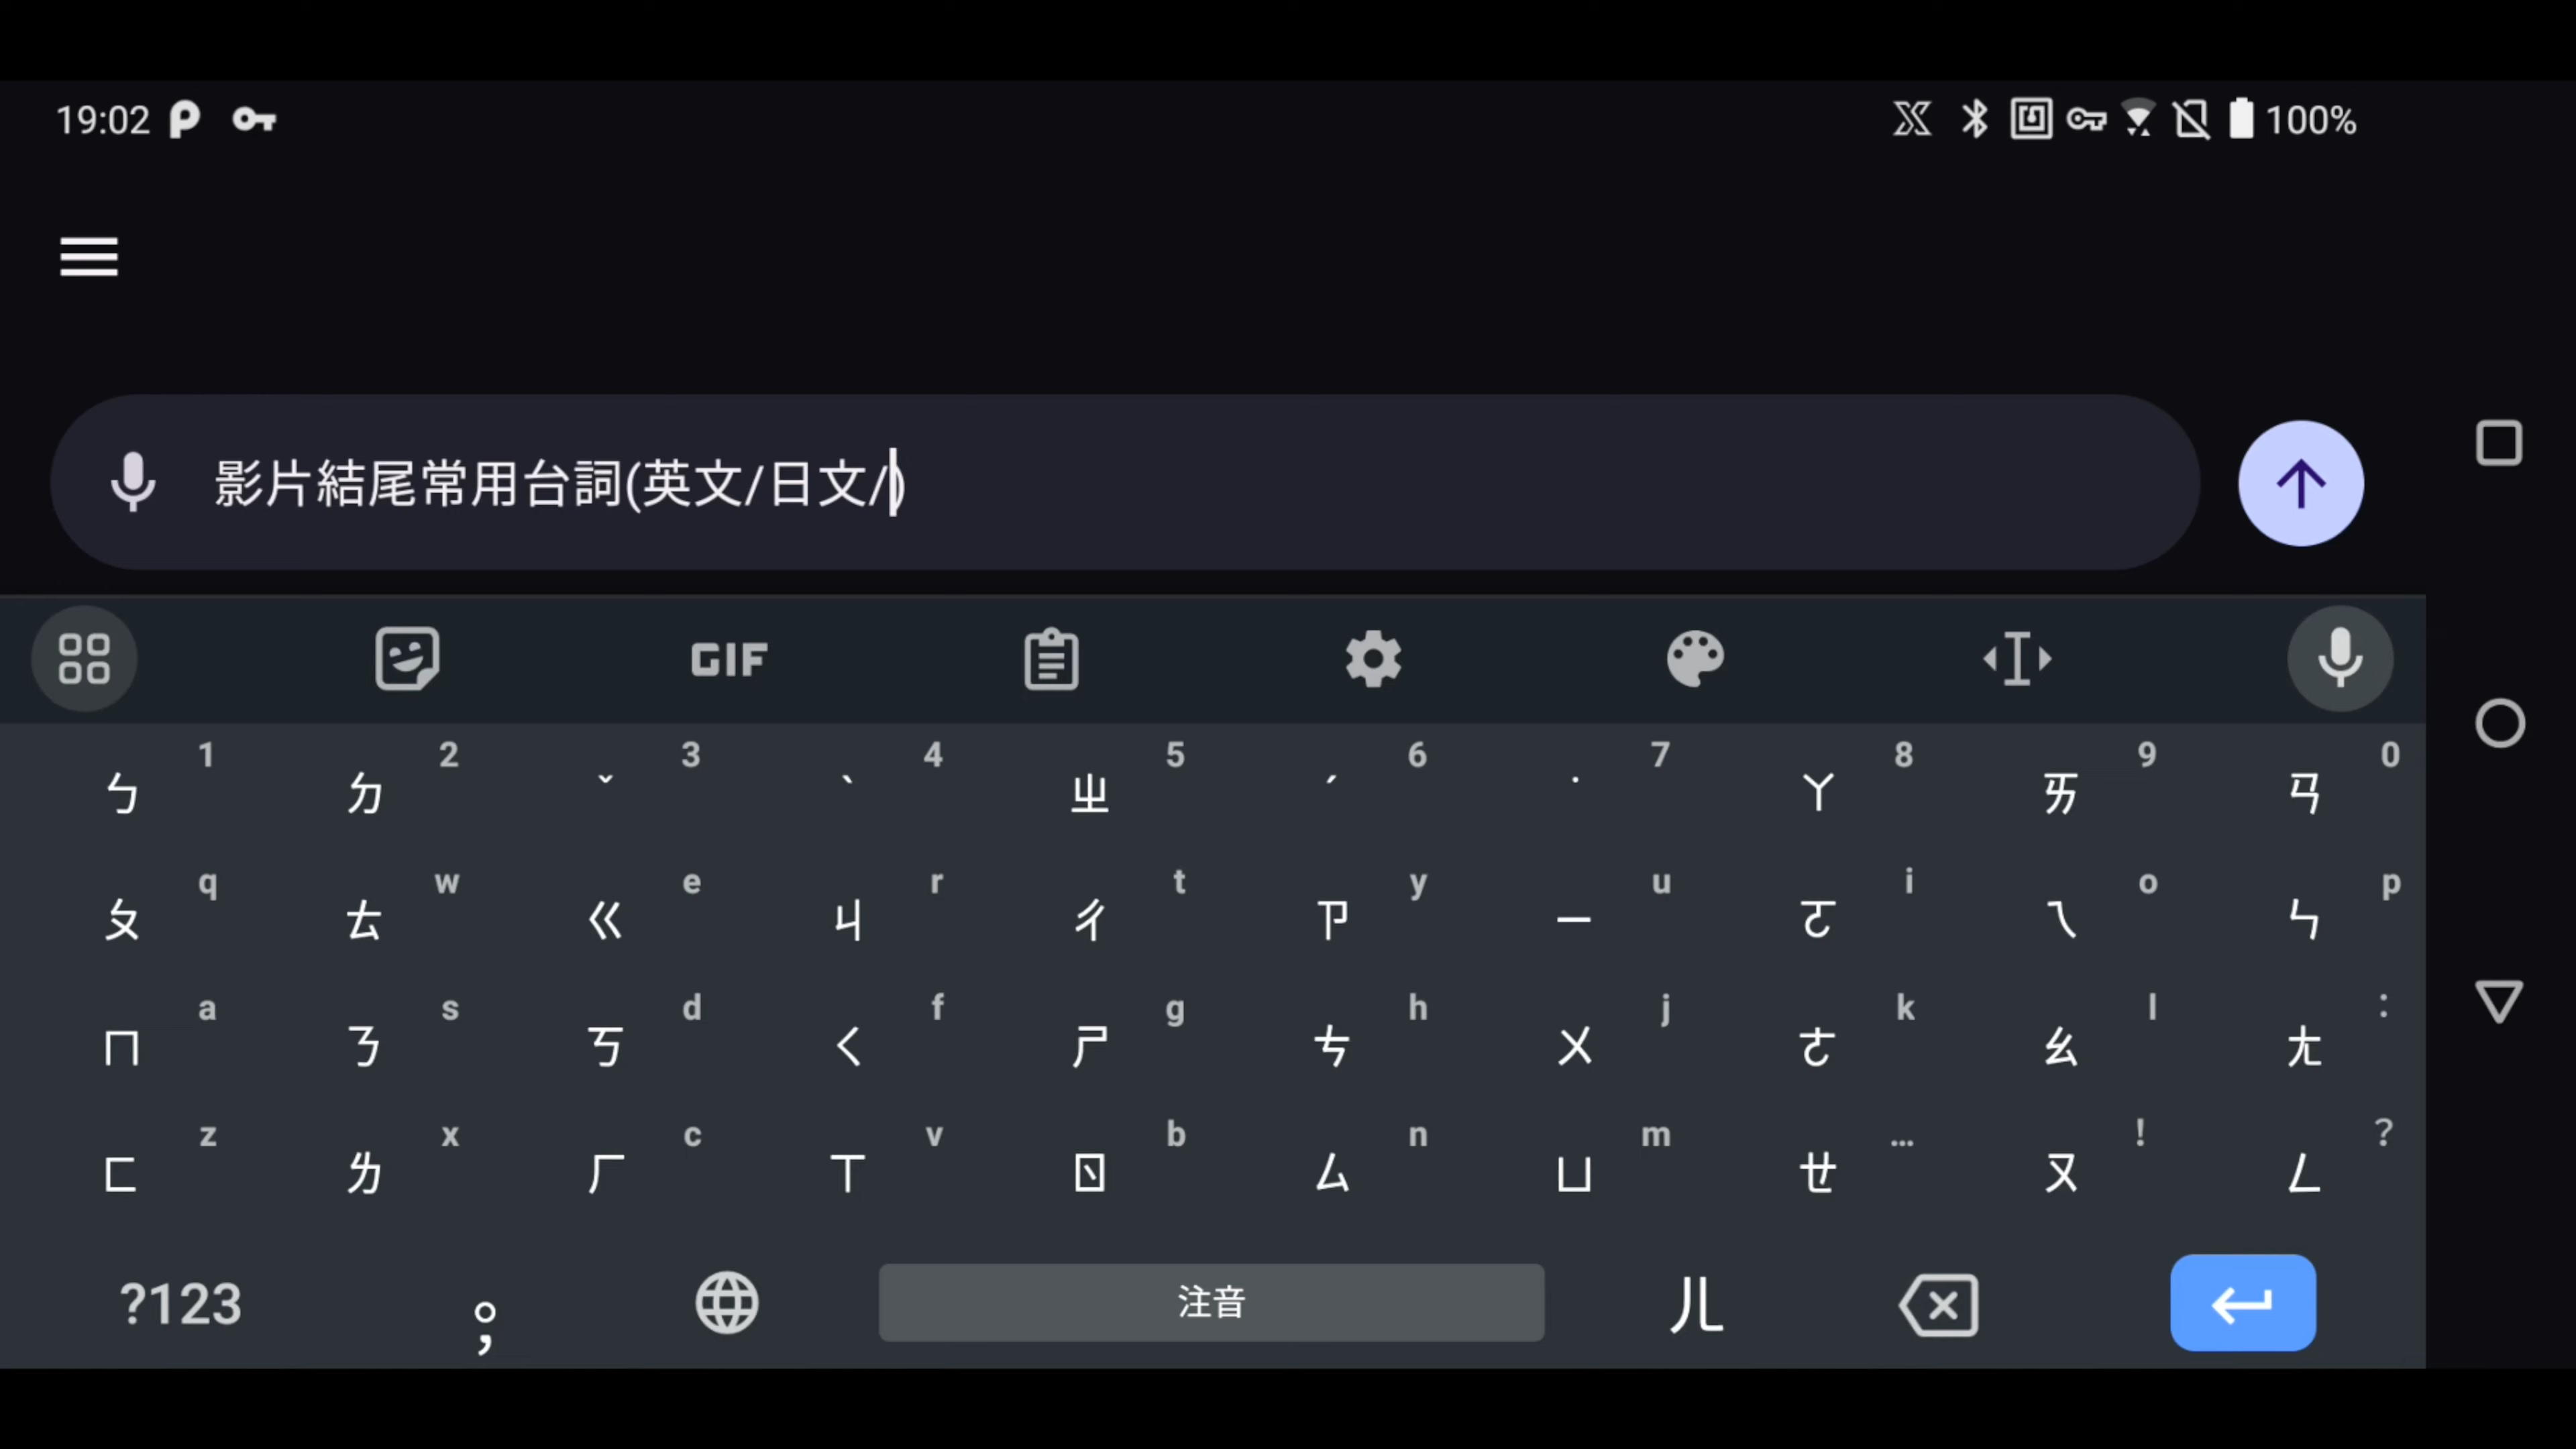 19:02
100%
影片結尾常用台詞(英文/日文/)
GIF
1 2 3 4 5 6 7 8 9 0
ㄅ ㄉ ˇ ˋ ㄓ ˊ ˙ ㄚ ㄞ ㄢ
q w e r t y u i o p
ㄆ ㄊ ㄍ ㄐ ㄔ ㄗ ㄧ ㄛ ㄟ ㄣ
a s d f g h j k l :
ㄇ ㄋ ㄎ ㄑ ㄕ ㄘ ㄨ ㄜ ㄠ ㄤ
z x c v b n m … ! ?
ㄈ ㄌ ㄏ ㄒ ㄖ ㄙ ㄩ ㄝ ㄡ ㄥ
?123 。, 注音 ㄦ